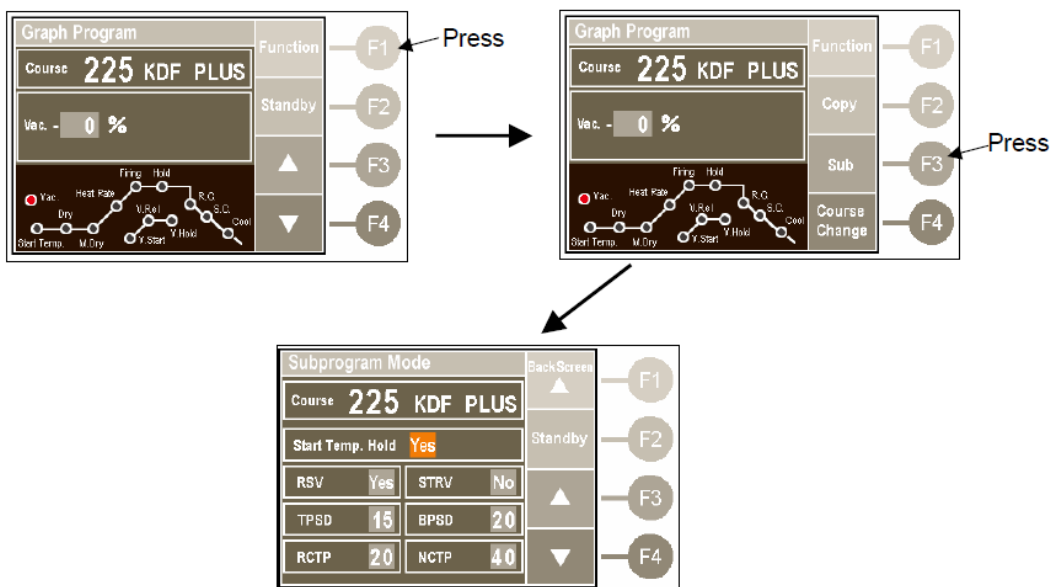 Graph Program
Function
F1
Press
Course 225 KDF PLUS
Standby
F2
Vac. - 0 %
F3
F4
Firing Hold
Vac. Heat Rate R.C.
Dry V.Rel S.C.
Cool
Start Temp. M.Dry V.Start V.Hold
Graph Program
Function
F1
Course 225 KDF PLUS
Copy
F2
Vac. - 0 %
Press
Sub
F3
Course
Change
F4
Firing Hold
Vac. Heat Rate R.C.
Dry V.Rel S.C.
Cool
Start Temp. M.Dry V.Start V.Hold
Subprogram Mode
BackScreen
F1
Course 225 KDF PLUS
Start Temp. Hold Yes
Standby
F2
RSV Yes STRV No
F3
TPSD 15 BPSD 20
RCTP 20 NCTP 40
F4